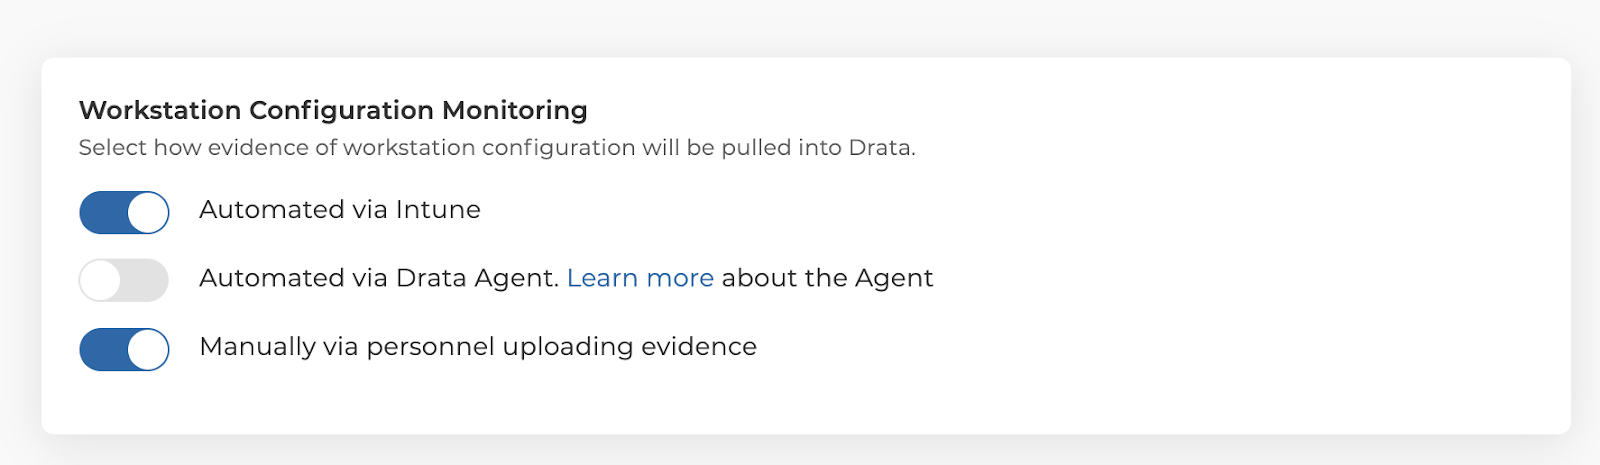 Workstation Configuration Monitoring
Select how evidence of workstation configuration will be pulled into Drata.
Automated via Intune
Automated via Drata Agent. Learn more about the Agent
Manually via personnel uploading evidence